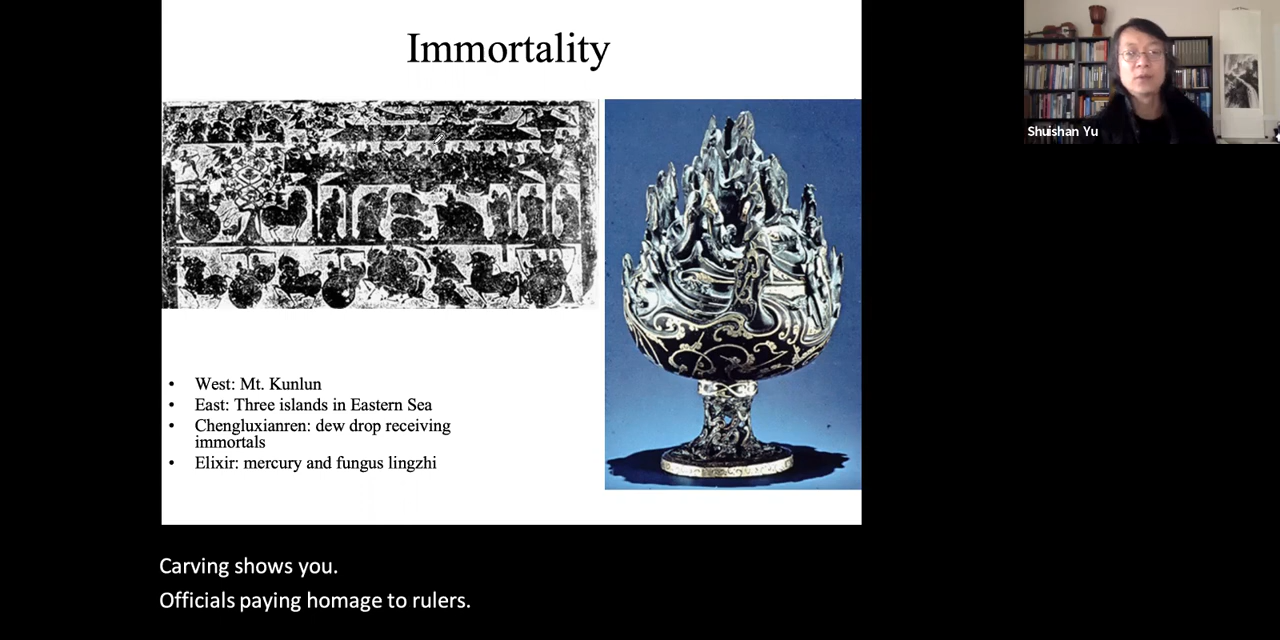 Immortality
Shuishan Yu
• West: Mt. Kunlun
• East: Three islands in Eastern Sea
• Chengluxianren: dew drop receiving
immortals
• Elixir: mercury and fungus lingzhi
Carving shows you.
Officials paying homage to rulers.